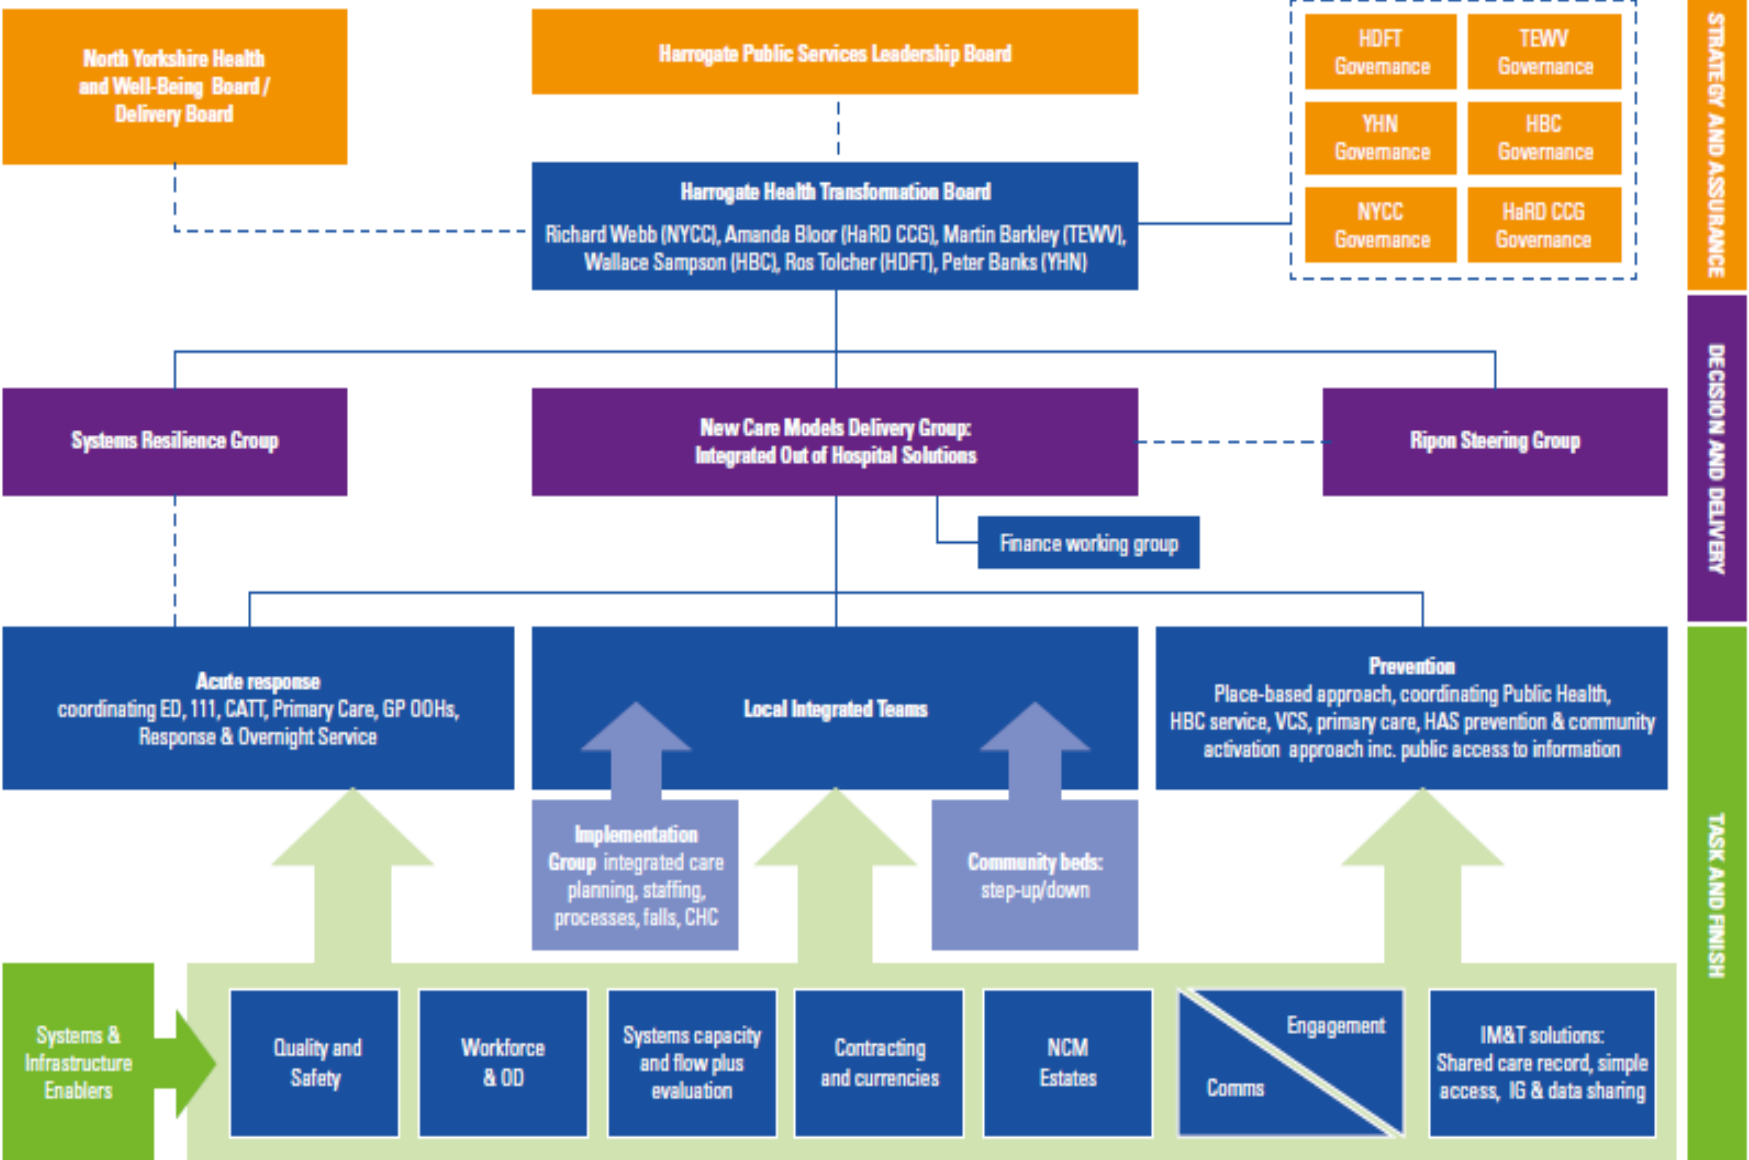 North Yorkshire Health
and Well-Being Board /
Delivery Board
Harrogate Public Services Leadership Board
HDFT
Governance
TEWV
Governance
YHN
Governance
HBC
Governance
NYCC
Governance
HaRD CCG
Governance
STRATEGY AND ASSURANCE
Harrogate Health Transformation Board
Richard Webb (NYCC), Amanda Bloor (HaRD CCG), Martin Barkley (TEWV),
Wallace Sampson (HBC), Ros Tolcher (HDFT), Peter Banks (YHN)
Systems Resilience Group
New Care Models Delivery Group:
Integrated Out of Hospital Solutions
Ripon Steering Group
Finance working group
DECISION AND DELIVERY
Acute response
coordinating ED, 111, CATT, Primary Care, GP OOHs,
Response & Overnight Service
Local Integrated Teams
Prevention
Place-based approach, coordinating Public Health,
HBC service, VCS, primary care, HAS prevention & community
activation approach inc. public access to information
Implementation
Group integrated care
planning, staffing,
processes, falls, CHC
Community beds:
step-up/down
TASK AND FINISH
Systems &
Infrastructure
Enablers
Quality and
Safety
Workforce
& OD
Systems capacity
and flow plus
evaluation
Contracting
and currencies
NCM
Estates
Engagement
Comms
IM&T solutions:
Shared care record, simple
access, IG & data sharing